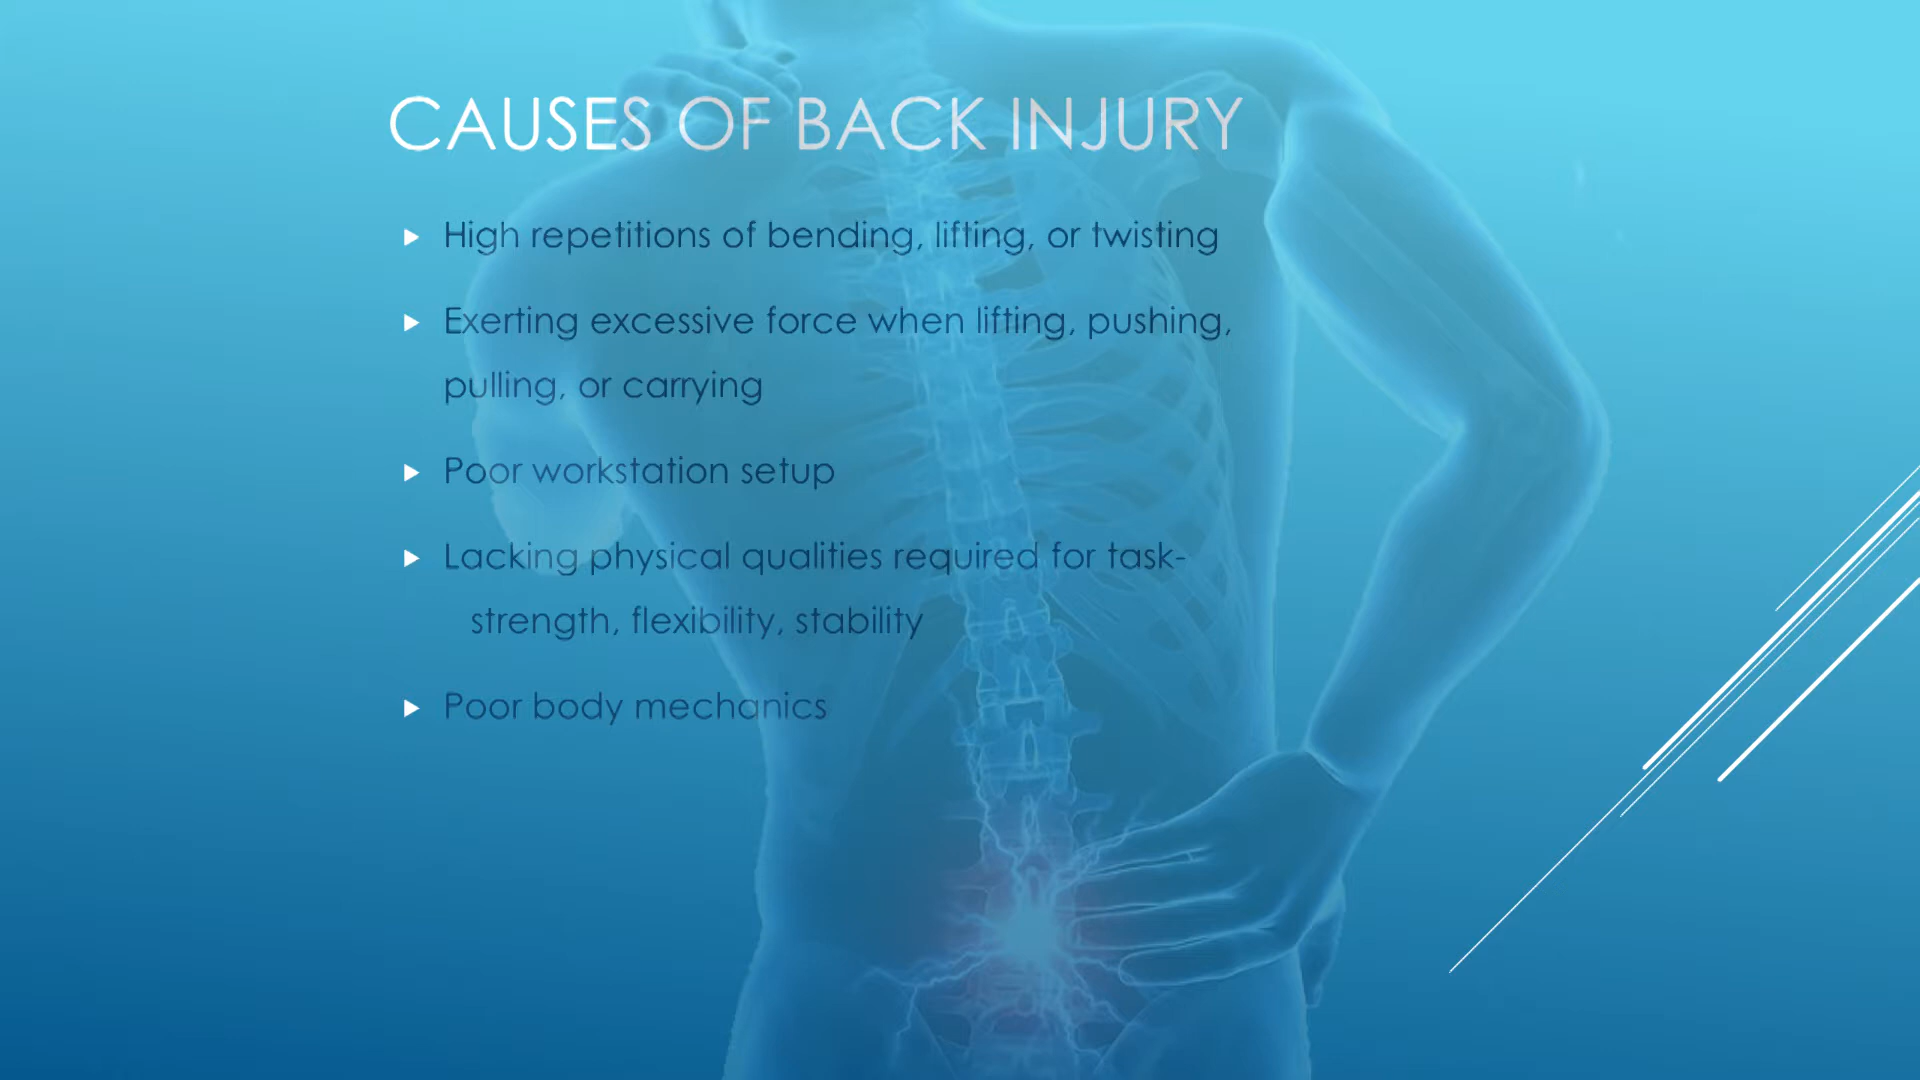 CAUSES OF BACK INJURY
High repetitions of bending, lifting, or twisting
Exerting excessive force when lifting, pushing,
pulling, or carrying
Poor workstation setup
Lacking physical qualities required for task-
strength, flexibility, stability
Poor body mechanics